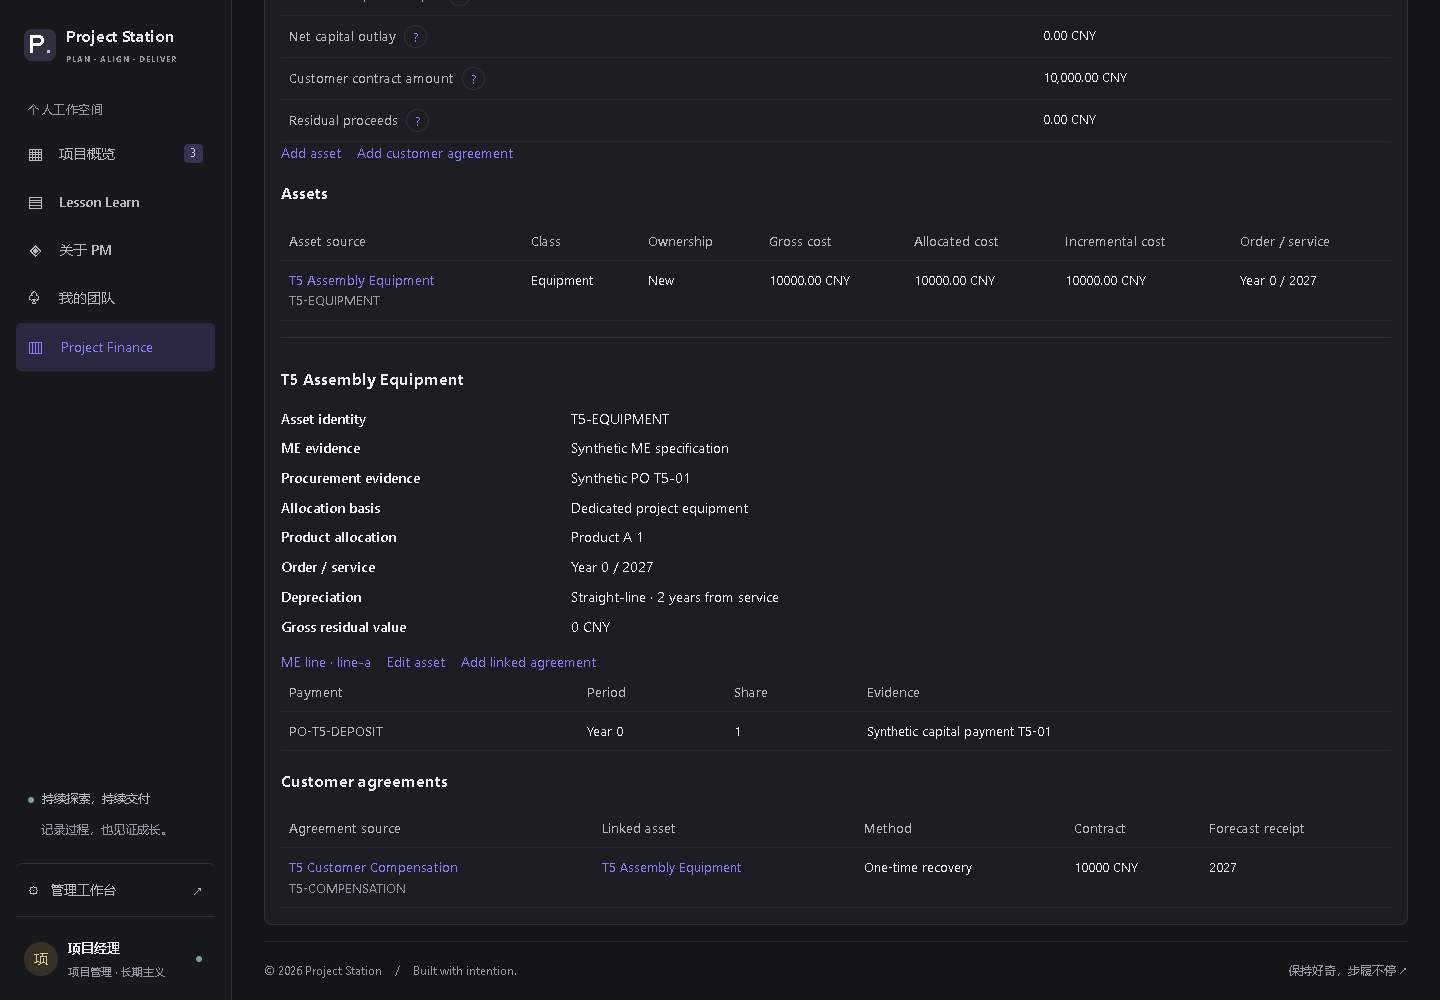 P.
Project Station
PLAN · ALIGN · DELIVER
个人工作空间
项目概览 3
Lesson Learn
关于 PM
我的团队
Project Finance
持续探索，持续交付
记录过程，也见证成长。
管理工作台 ↗
项
项目经理
项目管理 · 长期主义
Net capital outlay ? 0.00 CNY
Customer contract amount ? 10,000.00 CNY
Residual proceeds ? 0.00 CNY
Add asset Add customer agreement
Assets
Asset source Class Ownership Gross cost Allocated cost Incremental cost Order / service
T5 Assembly Equipment Equipment New 10000.00 CNY 10000.00 CNY 10000.00 CNY Year 0 / 2027
T5-EQUIPMENT
T5 Assembly Equipment
Asset identity T5-EQUIPMENT
ME evidence Synthetic ME specification
Procurement evidence Synthetic PO T5-01
Allocation basis Dedicated project equipment
Product allocation Product A 1
Order / service Year 0 / 2027
Depreciation Straight-line · 2 years from service
Gross residual value 0 CNY
ME line · line-a Edit asset Add linked agreement
Payment Period Share Evidence
PO-T5-DEPOSIT Year 0 1 Synthetic capital payment T5-01
Customer agreements
Agreement source Linked asset Method Contract Forecast receipt
T5 Customer Compensation T5 Assembly Equipment One-time recovery 10000 CNY 2027
T5-COMPENSATION
© 2026 Project Station / Built with intention.
保持好奇，步履不停 ↗